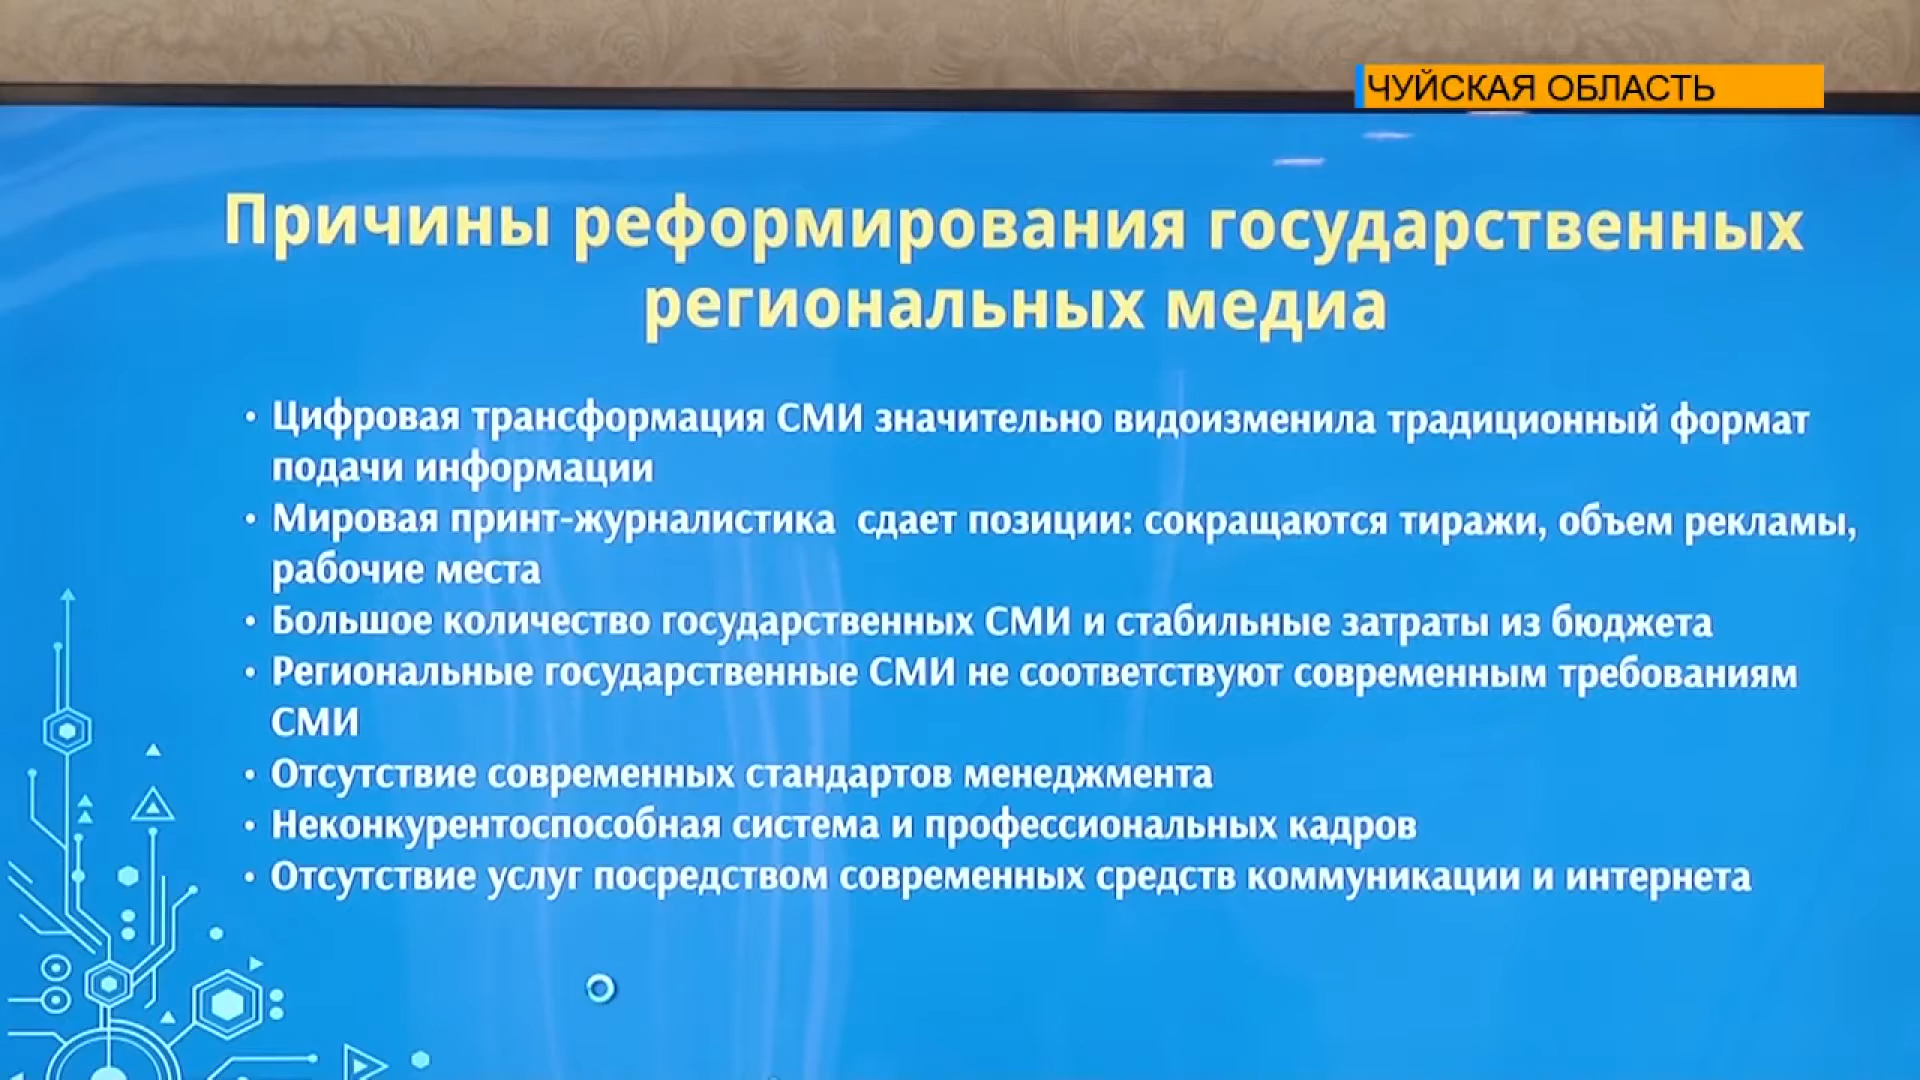 ЧУЙСКАЯ ОБЛАСТЬ
Причины реформирования государственных
региональных медиа
• Цифровая трансформация СМИ значительно видоизменила традиционный формат
подачи информации
• Мировая принт-журналистика сдает позиции: сокращаются тиражи, объем рекламы,
рабочие места
• Большое количество государственных СМИ и стабильные затраты из бюджета
• Региональные государственные СМИ не соответствуют современным требованиям
СМИ
• Отсутствие современных стандартов менеджмента
• Неконкурентоспособная система и профессиональных кадров
• Отсутствие услуг посредством современных средств коммуникации и интернета